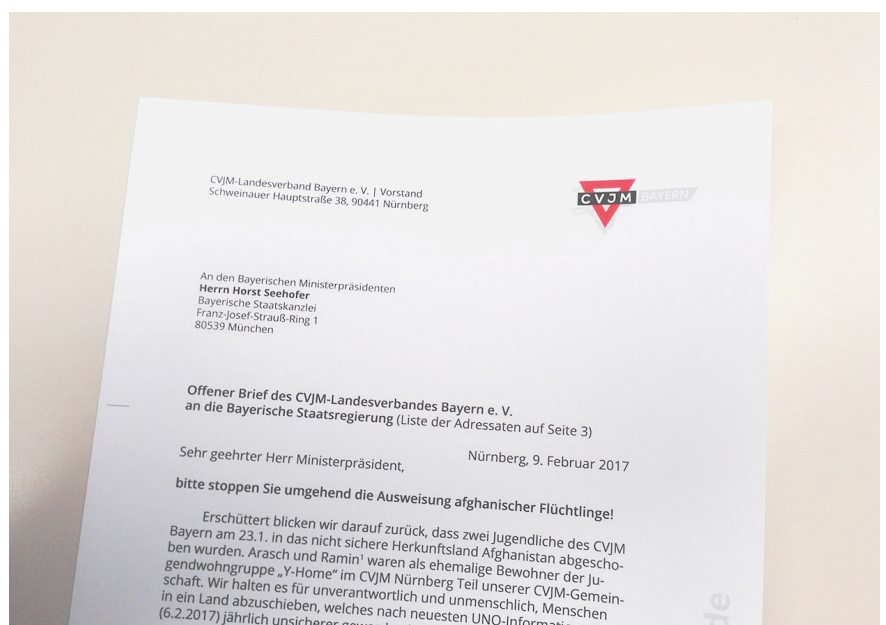 CVJM-Landesverband Bayern e. V. | Vorstand
Schweinauer Hauptstraße 38, 90441 Nürnberg
CVJM BAYERN
An den Bayerischen Ministerpräsidenten
Herrn Horst Seehofer
Bayerische Staatskanzlei
Franz-Josef-Strauß-Ring 1
80539 München
Offener Brief des CVJM-Landesverbandes Bayern e. V.
an die Bayerische Staatsregierung (Liste der Adressaten auf Seite 3)
Nürnberg, 9. Februar 2017
Sehr geehrter Herr Ministerpräsident,
bitte stoppen Sie umgehend die Ausweisung afghanischer Flüchtlinge!
Erschüttert blicken wir darauf zurück, dass zwei Jugendliche des CVJM
Bayern am 23.1. in das nicht sichere Herkunftsland Afghanistan abgescho-
ben wurden. Arasch und Ramin¹ waren als ehemalige Bewohner der Ju-
gendwohngruppe „Y-Home“ im CVJM Nürnberg Teil unserer CVJM-Gemein-
schaft. Wir halten es für unverantwortlich und unmenschlich, Menschen
in ein Land abzuschieben, welches nach neuesten
(6.2.2017) jährlich unsicherer
de